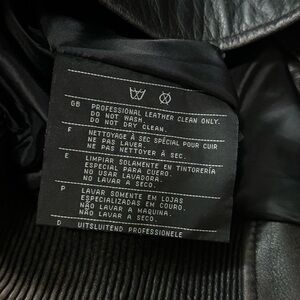 GB PROFESSIONAL LEATHER CLEAN ONLY.
DO NOT WASH.
DO NOT DRY CLEAN.
F NETTOYAGE À SEC SPÉCIAL POUR CUIR
NE PAS LAVER.
NE PAS NETTOYER À SEC.
E LIMPIAR SOLAMENTE EN TINTORERÍA
ESPECIAL PARA CUERO.
NO USAR LAVADORA.
NO LAVAR A SECO.
P LAVAR SOMENTE EM LOJAS
ESPECIALIZADAS EM COURO.
NÃO LAVAR A MAQUINA.
NÃO LAVAR A SECO.
D UITSLUITEND PROFESSIONELE